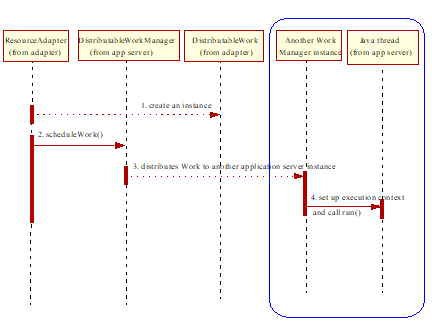 ResourceAdapter
(from adapter)
DistributableWorkManager
(from app server)
DistributableWork
(from adapter)
Another Work
Manager instance
Java thread
(from app server)
1. create an instance
2. scheduleWork()
3. distributes Work to another application server instance
4. set up execution context
and call run()